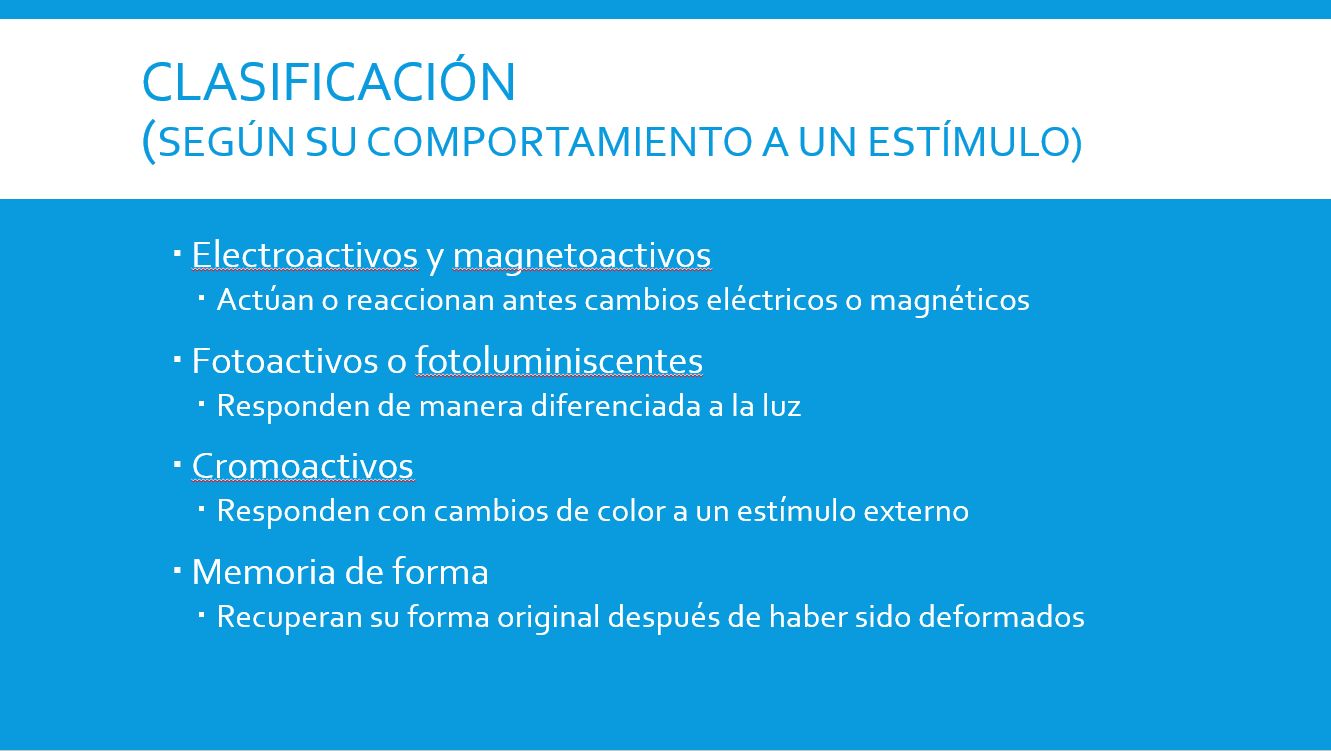 CLASIFICACIÓN
(SEGÚN SU COMPORTAMIENTO A UN ESTÍMULO)
▪ Electroactivos y magnetoactivos
▪ Actúan o reaccionan antes cambios eléctricos o magnéticos
▪ Fotoactivos o fotoluminiscentes
▪ Responden de manera diferenciada a la luz
▪ Cromoactivos
▪ Responden con cambios de color a un estímulo externo
▪ Memoria de forma
▪ Recuperan su forma original después de haber sido deformados